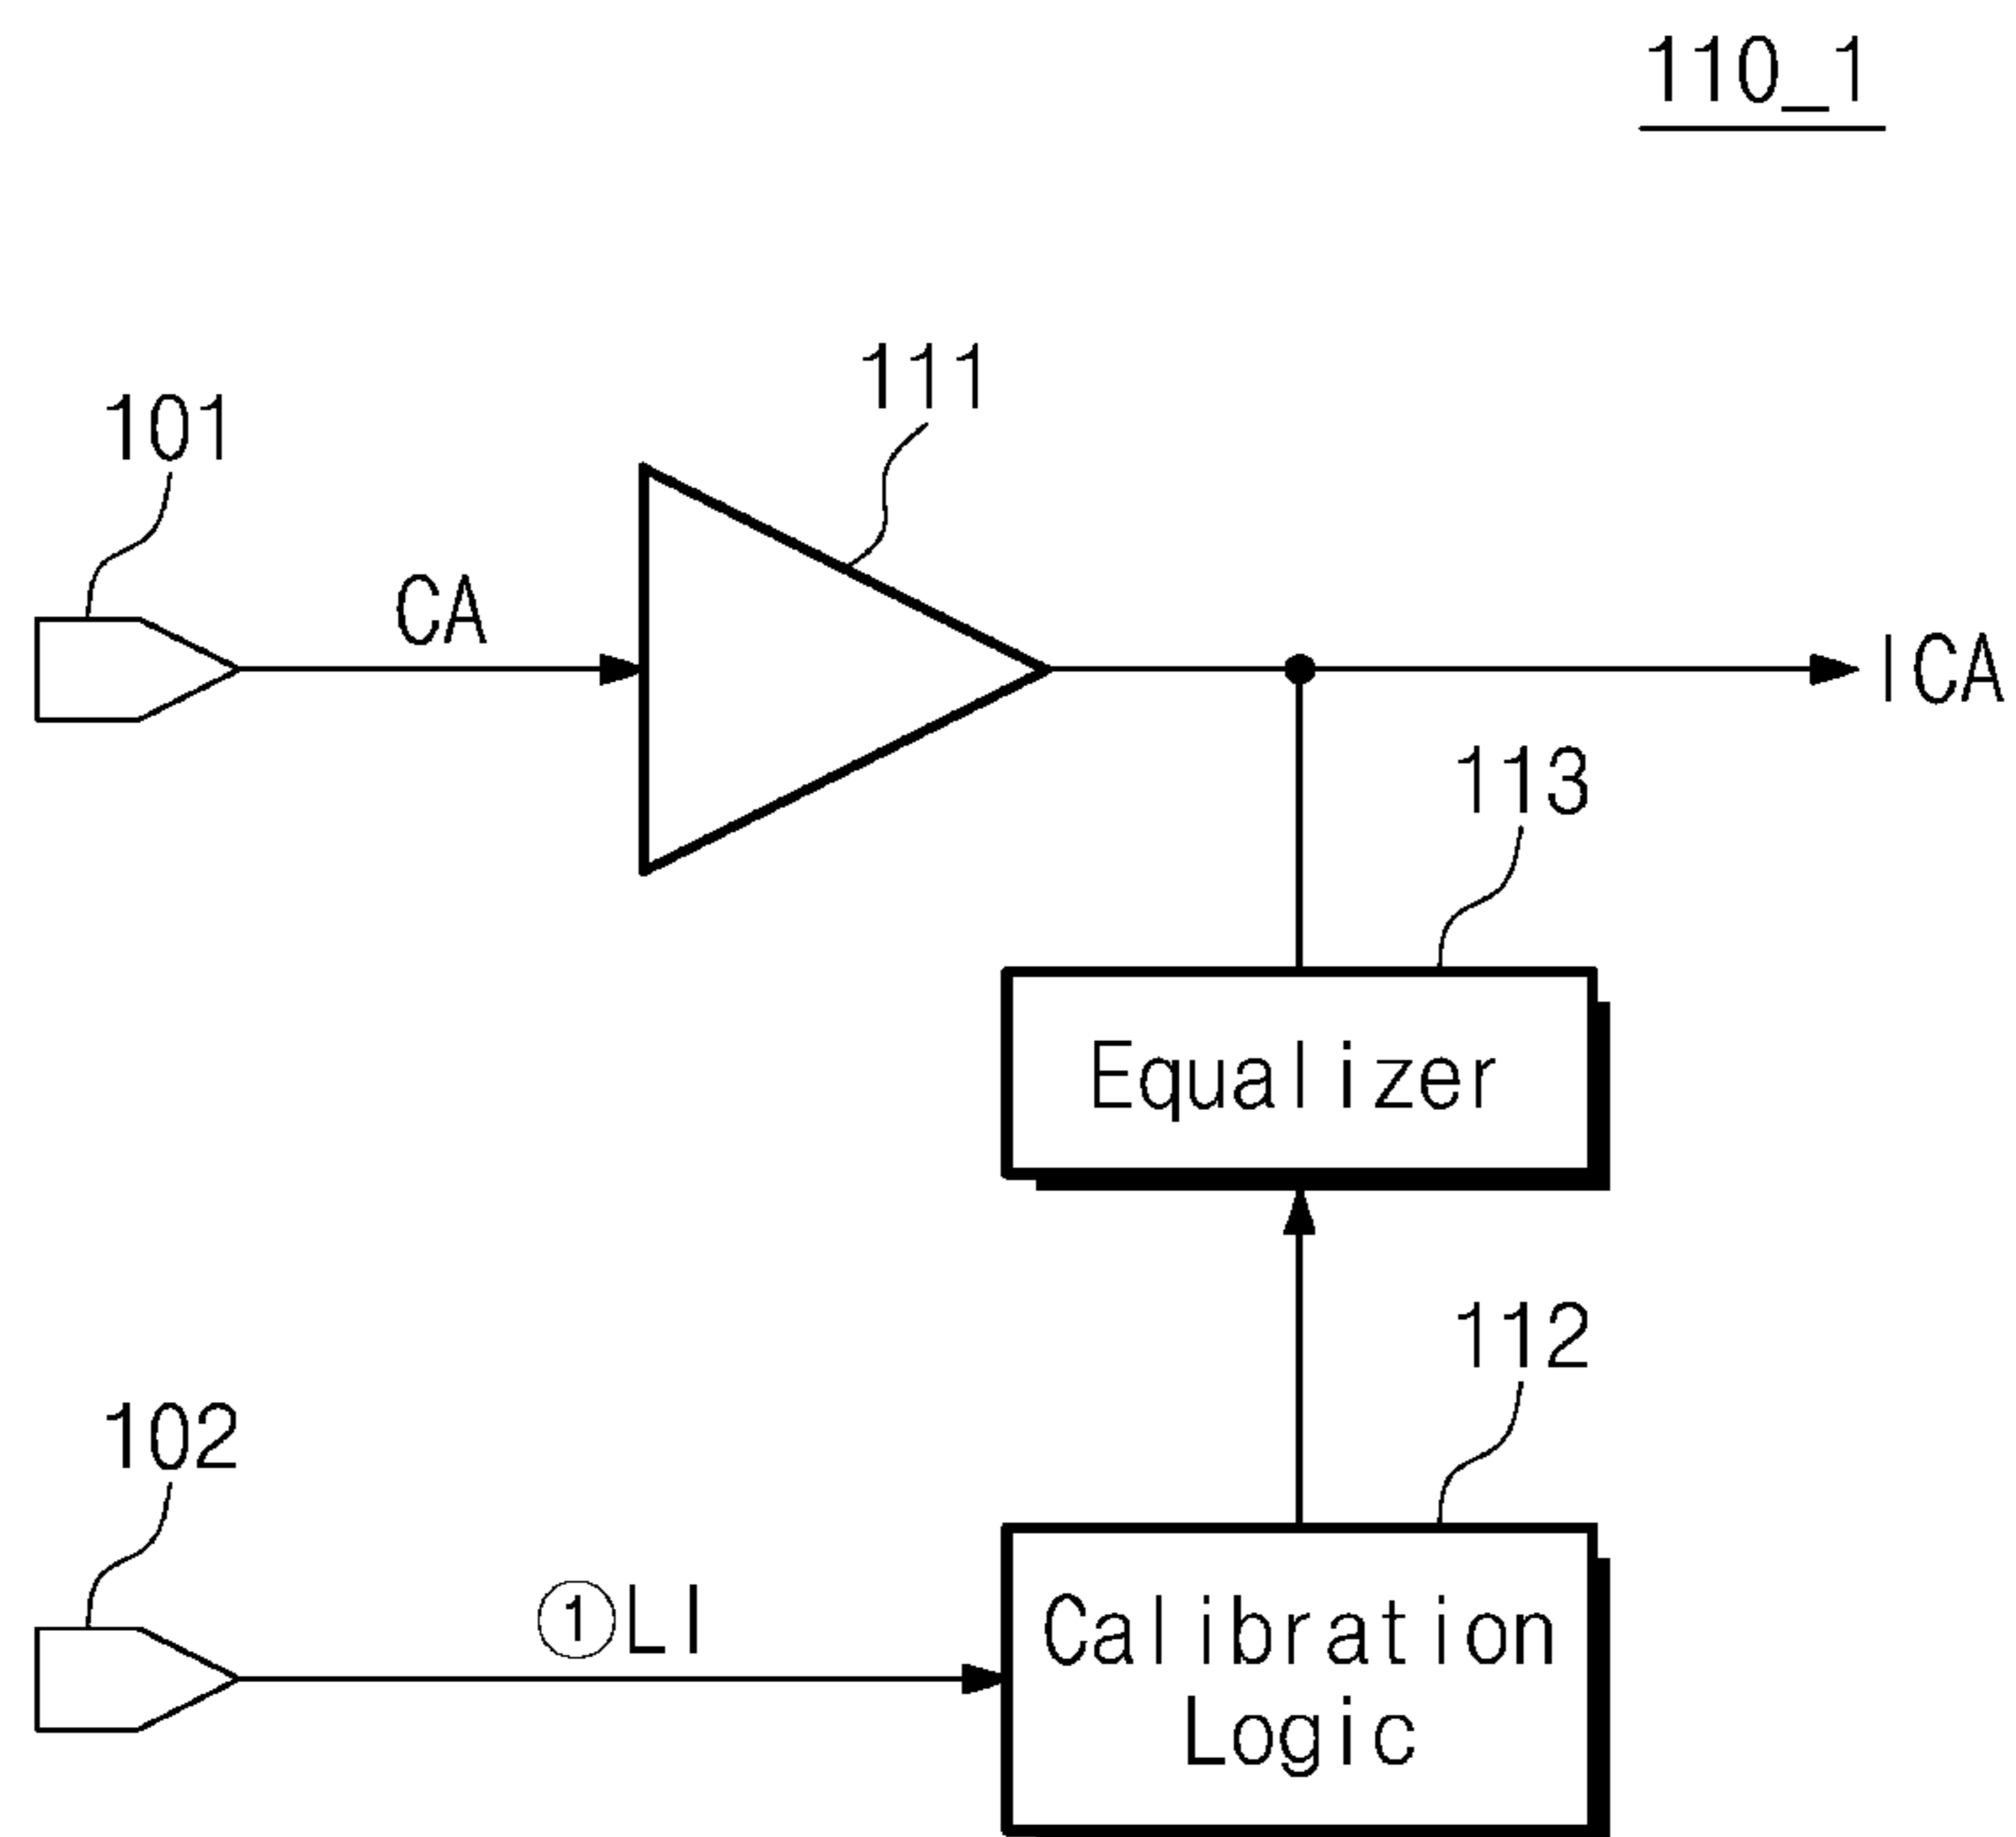 110_1
111
101
CA
ICA
113
Equalizer
112
102
①LI
Calibration
Logic